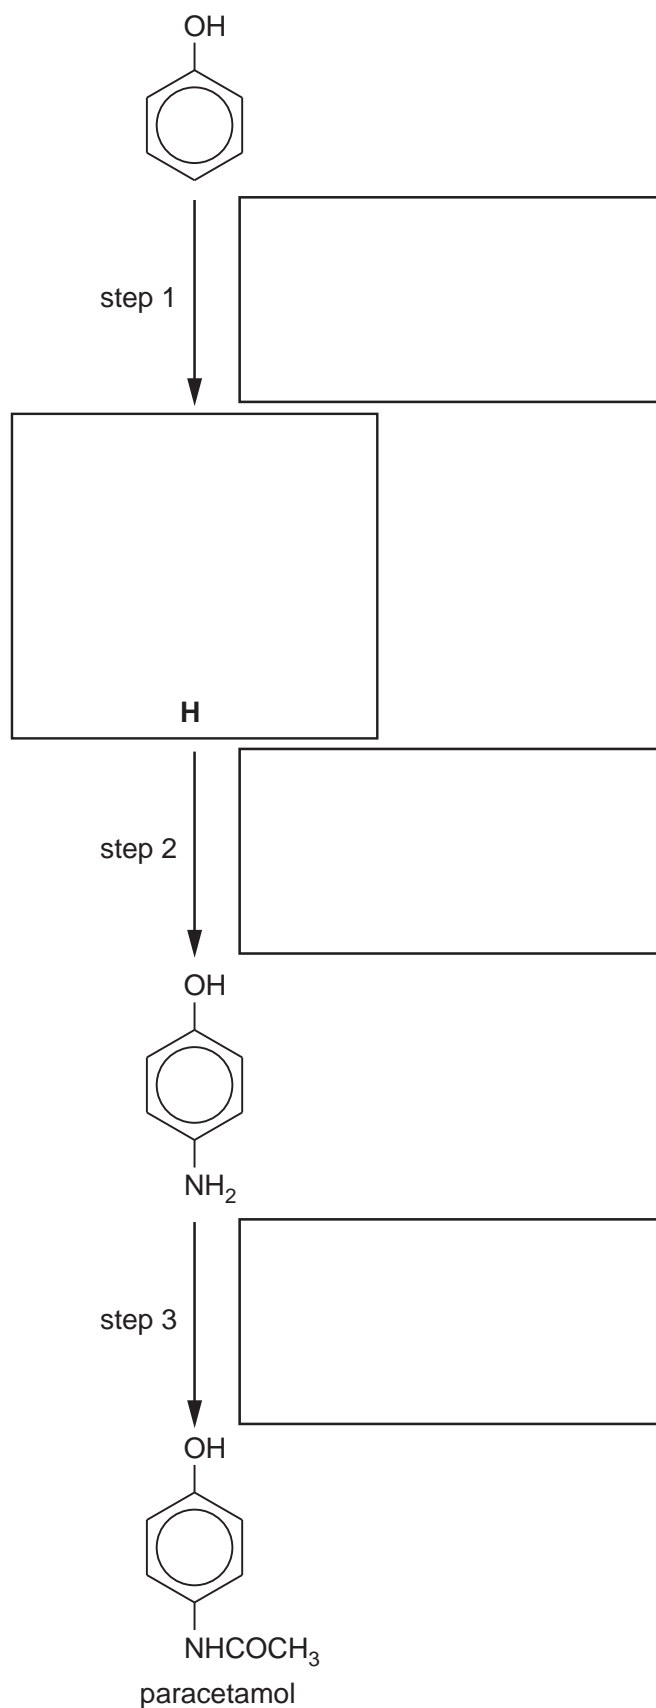 OH
step 1
H
step 2
OH
NH₂
step 3
OH
NHCOCH₃
paracetamol